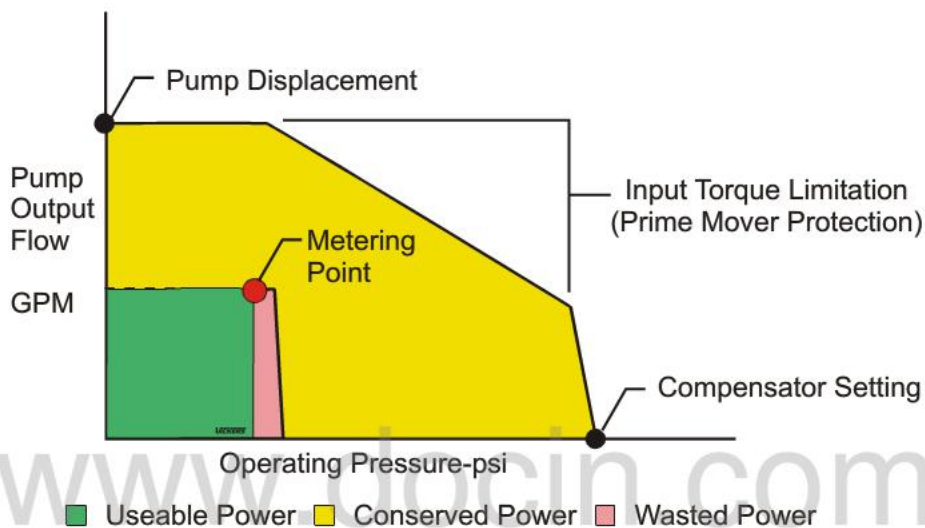 Pump Displacement
Pump
Output
Flow
GPM
Metering
Point
Input Torque Limitation
(Prime Mover Protection)
Compensator Setting
VICKERS
Operating Pressure-psi
www.docin.com
Useable Power
Conserved Power
Wasted Power